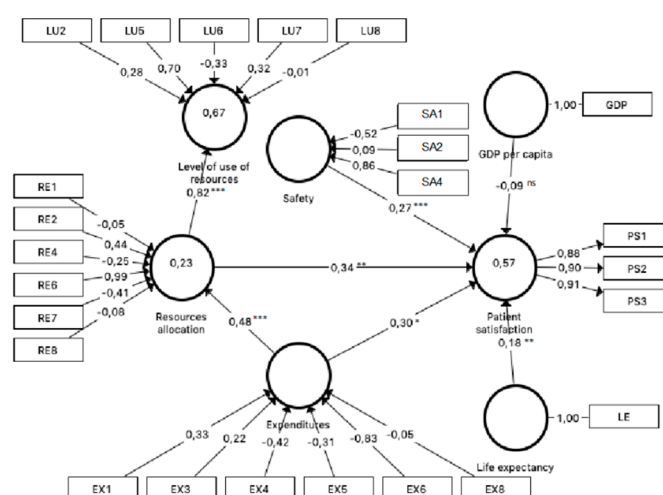 LU2 LU5 LU6 LU7 LU8
0,28 0,70 -0,33 0,32 -0,01
0,67
Level of use of
resources
0,82 ***
SA1
SA2
SA4
-0,52
0,09
0,86
Safety
0,27 ***
1,00 GDP
GDP per capita
-0,09 ns
RE1
RE2
RE4
RE6
RE7
RE8
-0,05
0,44
-0,25
0,99
-0,41
-0,08
0,23
Resources
allocation
0,34 **
0,57
Patient
satisfaction
0,88
0,90
0,91
PS1
PS2
PS3
0,48 ***
0,30 *
0,18 **
Expenditures
1,00 LE
Life expectancy
0,33 0,22 -0,42 -0,31 -0,83 -0,05
EX1 EX3 EX4 EX5 EX6 EX8